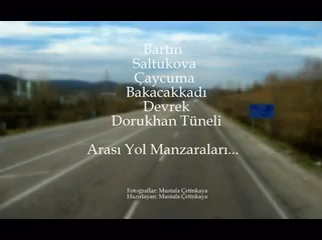 Bartın
Saltukova
Çaycuma
Bakacakkadı
Devrek
Dorukhan Tüneli
Arası Yol Manzaraları...
Fotoğraflar: Mustafa Çetinkaya
Hazırlayan: Mustafa Çetinkaya